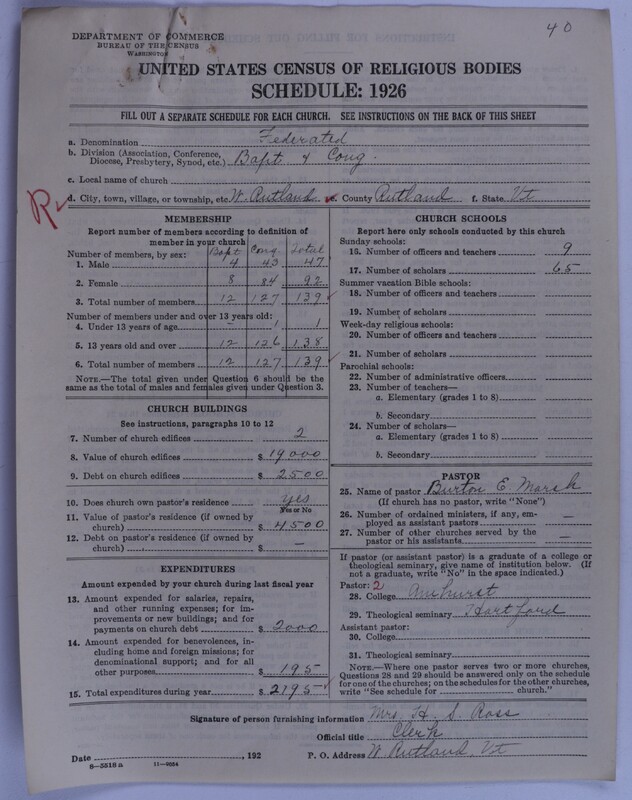 40
DEPARTMENT OF COMMERCE
BUREAU OF THE CENSUS
WASHINGTON
UNITED STATES CENSUS OF RELIGIOUS BODIES
SCHEDULE: 1926
FILL OUT A SEPARATE SCHEDULE FOR EACH CHURCH. SEE INSTRUCTIONS ON THE BACK OF THIS SHEET
a. Denomination Federated
b. Division (Association, Conference, Diocese, Presbytery, Synod, etc.) Bapt & Cong.
c. Local name of church
d. City, town, village, or township, etc. W. Rutland e. County Rutland f. State Vt
MEMBERSHIP
Report number of members according to definition of
member in your church
Number of members, by sex: Bapt Cong Total
1. Male 4 43 47
2. Female 8 84 92
3. Total number of members 12 127 139
Number of members under and over 13 years old:
4. Under 13 years of age - 1 1
5. 13 years old and over 12 126 138
6. Total number of members 12 127 139
NOTE.—The total given under Question 6 should be the
same as the total of males and females given under Question 3.
CHURCH BUILDINGS
See instructions, paragraphs 10 to 12
7. Number of church edifices 2
8. Value of church edifices $ 19000
9. Debt on church edifices $ 2500
10. Does church own pastor's residence yes
Yes or No
11. Value of pastor's residence (if owned by
church) $ 4500
12. Debt on pastor's residence (if owned by
church) $ —
EXPENDITURES
Amount expended by your church during last fiscal year
13. Amount expended for salaries, repairs,
and other running expenses; for im-
provements or new buildings; and for
payments on church debt $ 2000
14. Amount expended for benevolences, in-
cluding home and foreign missions; for
denominational support; and for all
other purposes $ 195
15. Total expenditures during year $ 2195
CHURCH SCHOOLS
Report here only schools conducted by this church
Sunday schools:
16. Number of officers and teachers 9
17. Number of scholars 65
Summer vacation Bible schools:
18. Number of officers and teachers
19. Number of scholars
Week-day religious schools:
20. Number of officers and teachers
21. Number of scholars
Parochial schools:
22. Number of administrative officers
23. Number of teachers—
a. Elementary (grades 1 to 8)
b. Secondary
24. Number of scholars—
a. Elementary (grades 1 to 8)
b. Secondary
PASTOR
25. Name of pastor Burton E. Marsh
(If church has no pastor, write "None")
26. Number of ordained ministers, if any, em-
ployed as assistant pastors —
27. Number of other churches served by the
pastor or his assistants —
If pastor (or assistant pastor) is a graduate of a college or
theological seminary, give name of institution below. (If
not a graduate, write "No" in the space indicated.)
Pastor: 2
28. College Amhurst
29. Theological seminary Hartford
Assistant pastor:
30. College
31. Theological seminary
NOTE.—Where one pastor serves two or more churches,
Questions 28 and 29 should be answered only on the schedule
for one of the churches; on the schedules for the other churches,
write "See schedule for church."
Signature of person furnishing information Mrs. H. S. Ross
Official title Clerk
Date , 192 P. O. Address W. Rutland, Vt
8—5518 a 11—9554